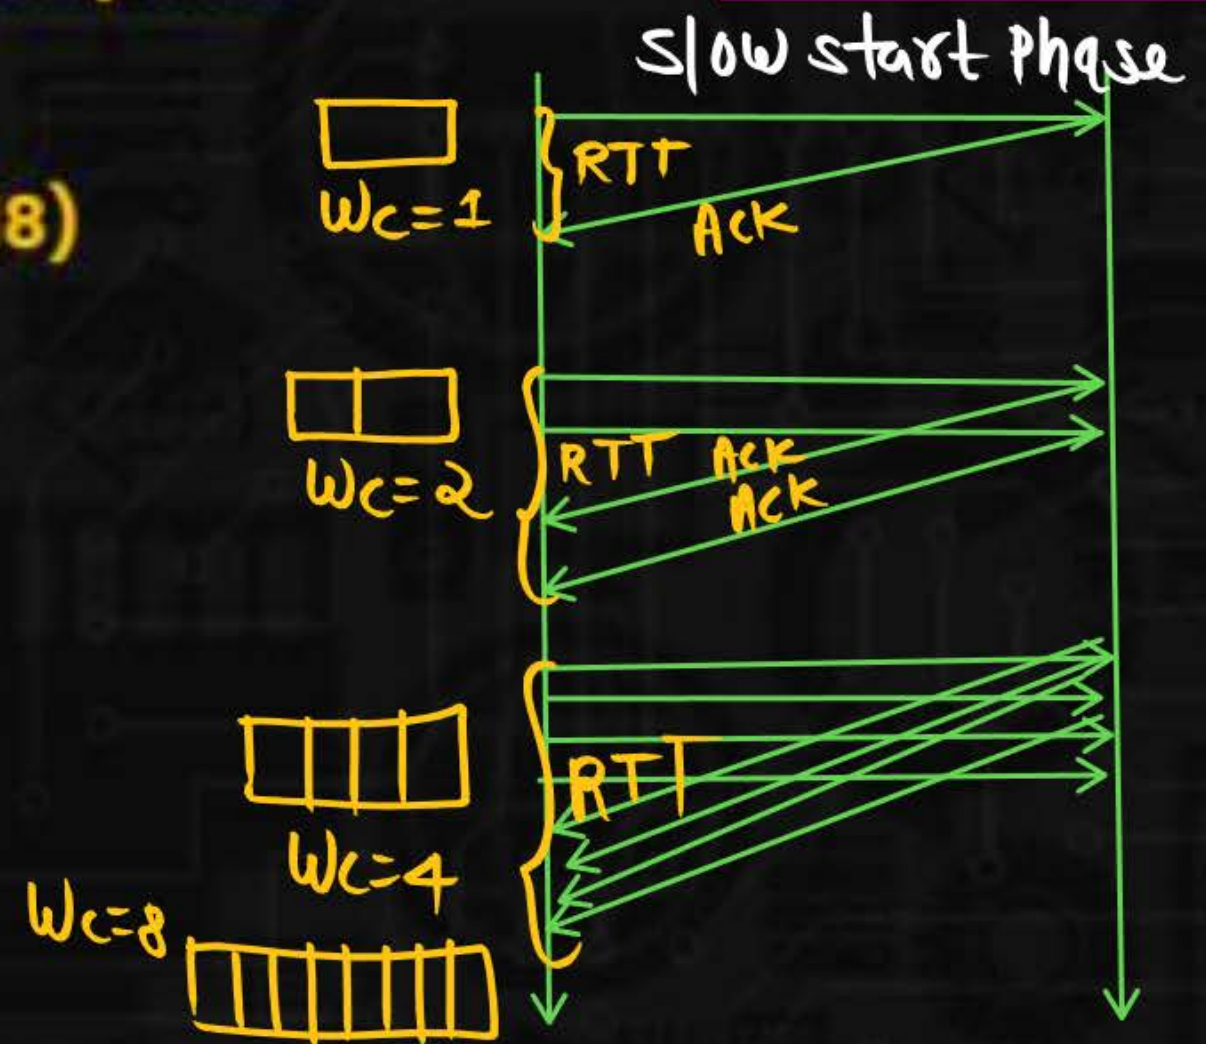 Slow start Phase
RTT
Wc=1
ACK
8)
RTT ACK
ACK
Wc=2
RTT
Wc=4
Wc=8